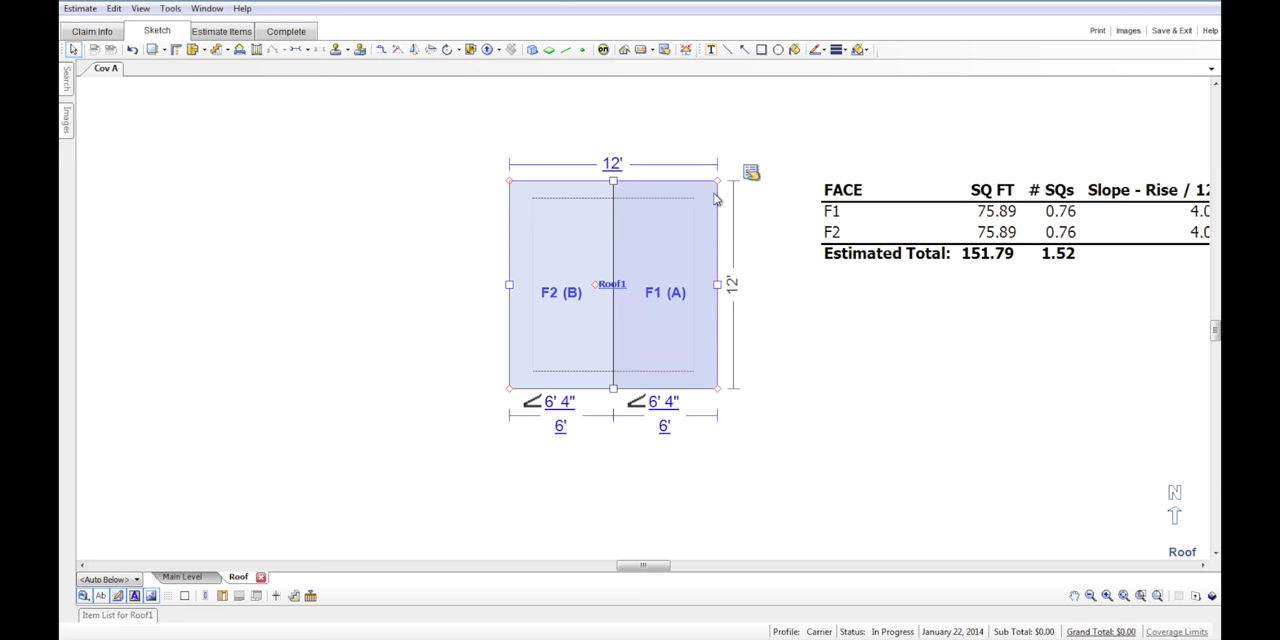 Estimate Edit View Tools Window Help
Claim Info Sketch Estimate Items Complete
Print Images Save & Exit Help
Cov A
Search
Images
12'
FACE SQ FT # SQs Slope - Rise / 12
F1 75.89 0.76 4.0
F2 75.89 0.76 4.0
Estimated Total: 151.79 1.52
12'
Roof1
F2 (B) F1 (A)
6' 4" 6' 4"
6' 6'
N
Roof
<Auto Below> Main Level Roof
Item List for Roof1
Profile: Carrier Status: In Progress January 22, 2014 Sub Total: $0.00 Grand Total: $0.00 Coverage Limits